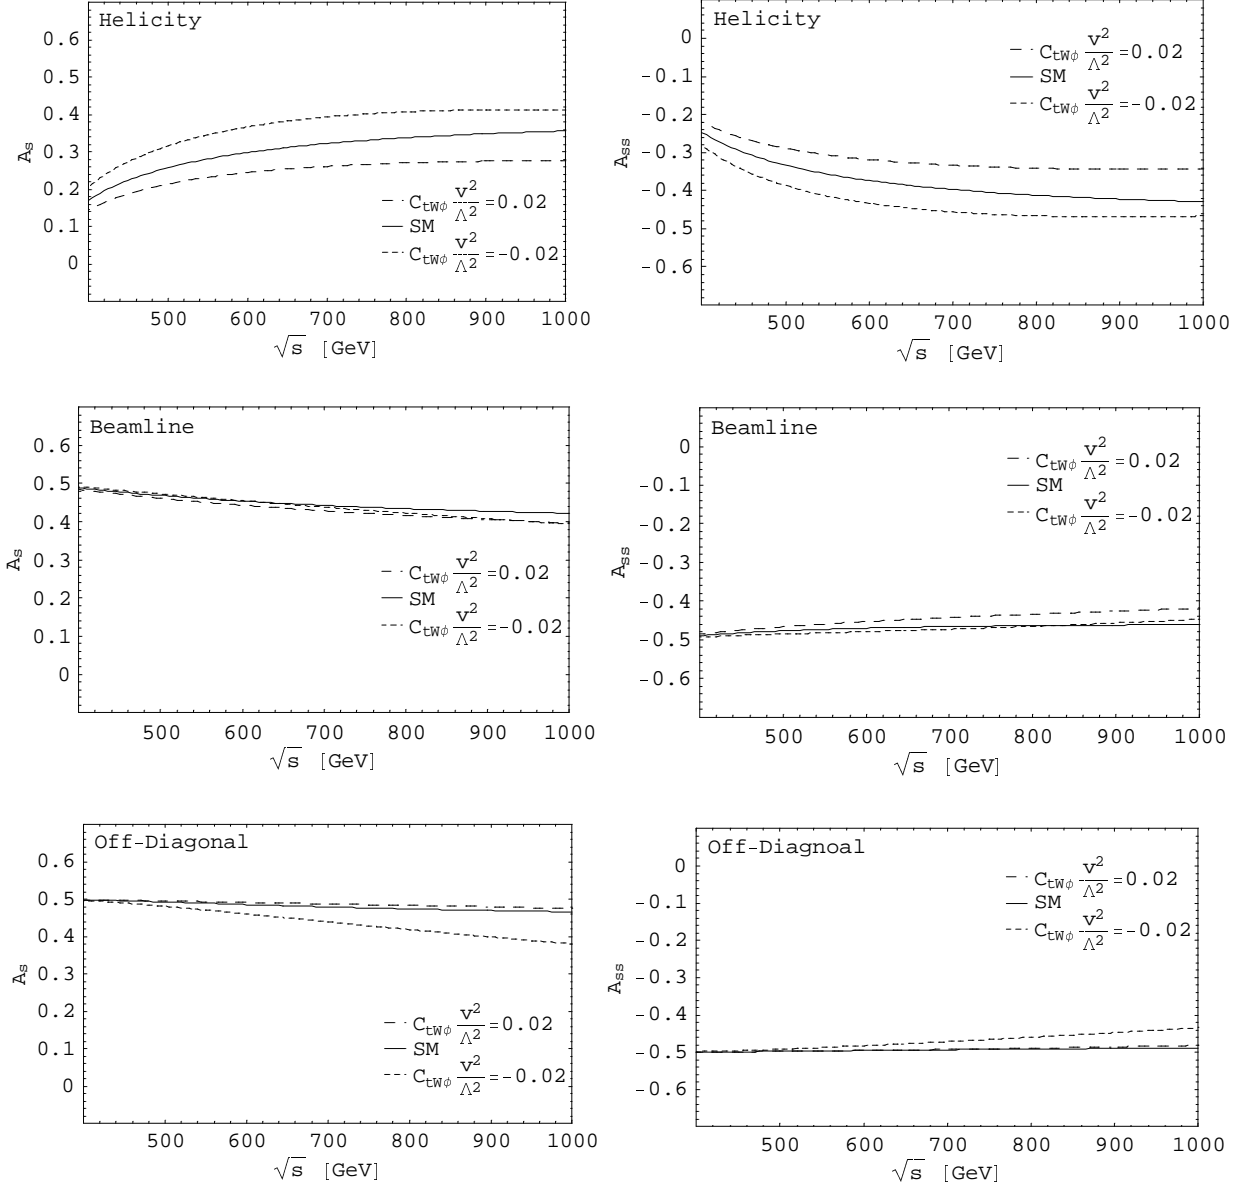 Helicity
0.6
0.5
0.4
0.3
0.2
0.1
0
A_s
C_tWϕ v²/Λ² = 0.02
SM
C_tWϕ v²/Λ² = -0.02
500 600 700 800 900 1000
√s [GeV]
Helicity
0
-0.1
-0.2
-0.3
-0.4
-0.5
-0.6
A_ss
C_tWϕ v²/Λ² = 0.02
SM
C_tWϕ v²/Λ² = -0.02
500 600 700 800 900 1000
√s [GeV]
Beamline
0.6
0.5
0.4
0.3
0.2
0.1
0
A_s
C_tWϕ v²/Λ² = 0.02
SM
C_tWϕ v²/Λ² = -0.02
500 600 700 800 900 1000
√s [GeV]
Beamline
0
-0.1
-0.2
-0.3
-0.4
-0.5
-0.6
A_ss
C_tWϕ v²/Λ² = 0.02
SM
C_tWϕ v²/Λ² = -0.02
500 600 700 800 900 1000
√s [GeV]
Off-Diagonal
0.6
0.5
0.4
0.3
0.2
0.1
0
A_s
C_tWϕ v²/Λ² = 0.02
SM
C_tWϕ v²/Λ² = -0.02
500 600 700 800 900 1000
√s [GeV]
Off-Diagnoal
0
-0.1
-0.2
-0.3
-0.4
-0.5
-0.6
A_ss
C_tWϕ v²/Λ² = 0.02
SM
C_tWϕ v²/Λ² = -0.02
500 600 700 800 900 1000
√s [GeV]